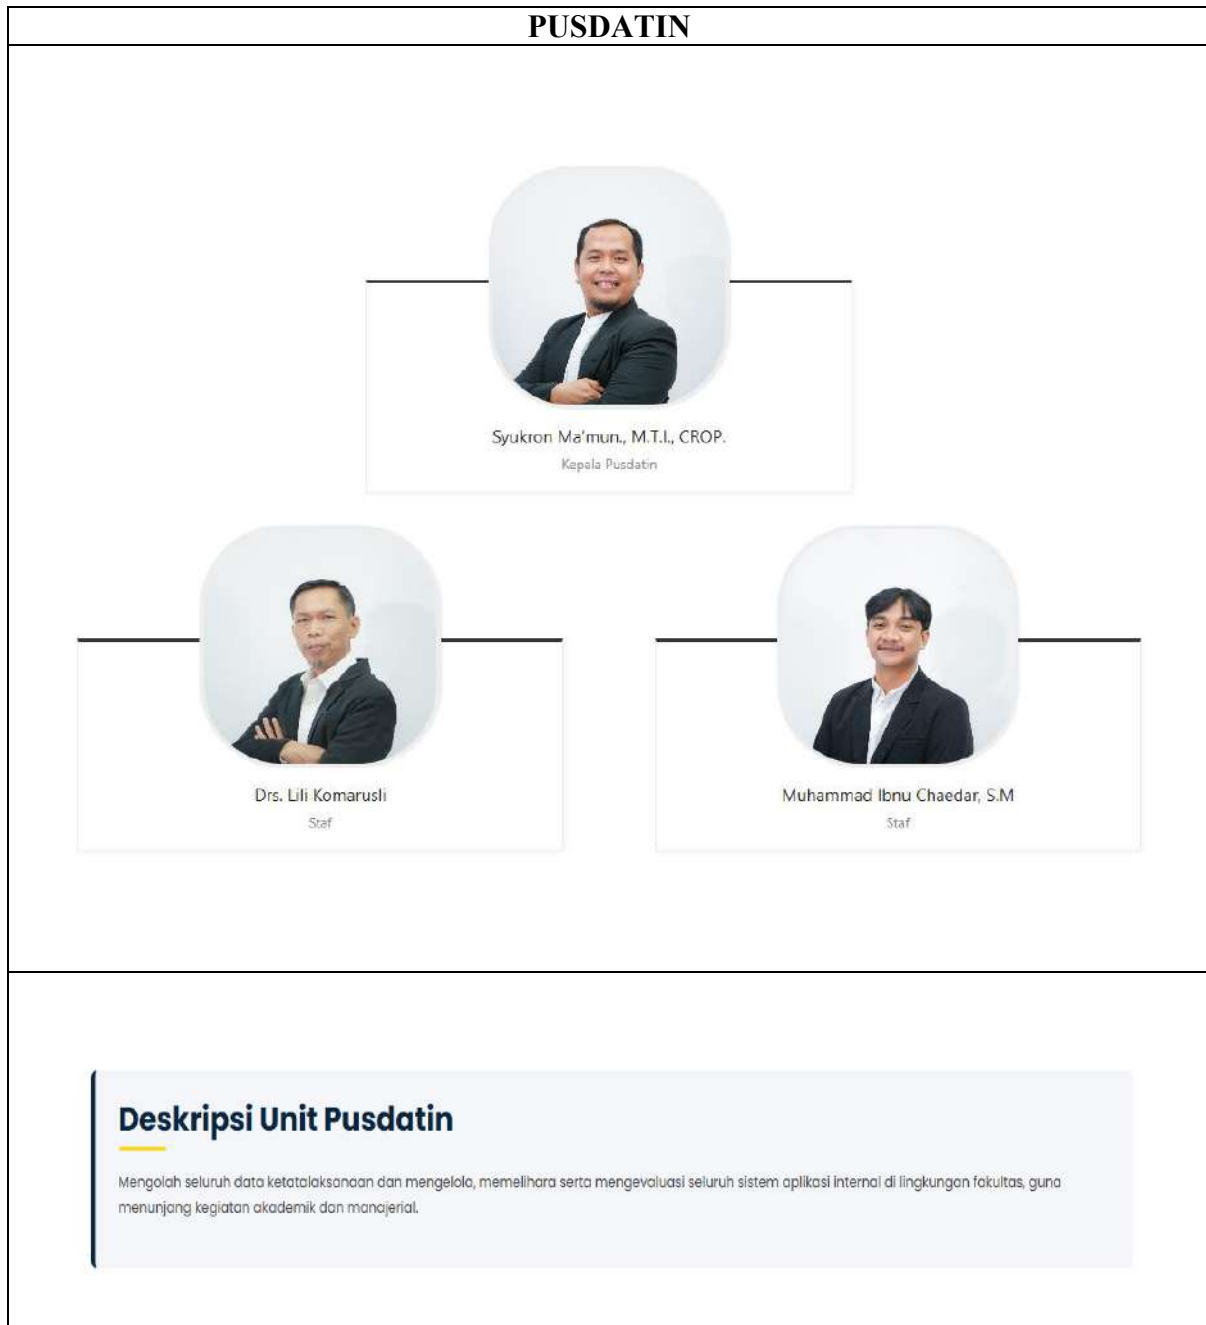 PUSDATIN
Syukron Ma'mun., M.T.I., CROP.
Kepala Pusdatin
Drs. Lili Komarusli
Staf
Muhammad Ibnu Chaedar, S.M
Staf
Deskripsi Unit Pusdatin
Mengolah seluruh data ketatalaksanaan dan mengelola, memelihara serta mengevaluasi seluruh sistem aplikasi internal di lingkungan fakultas, guna
menunjang kegiatan akademik dan manajerial.